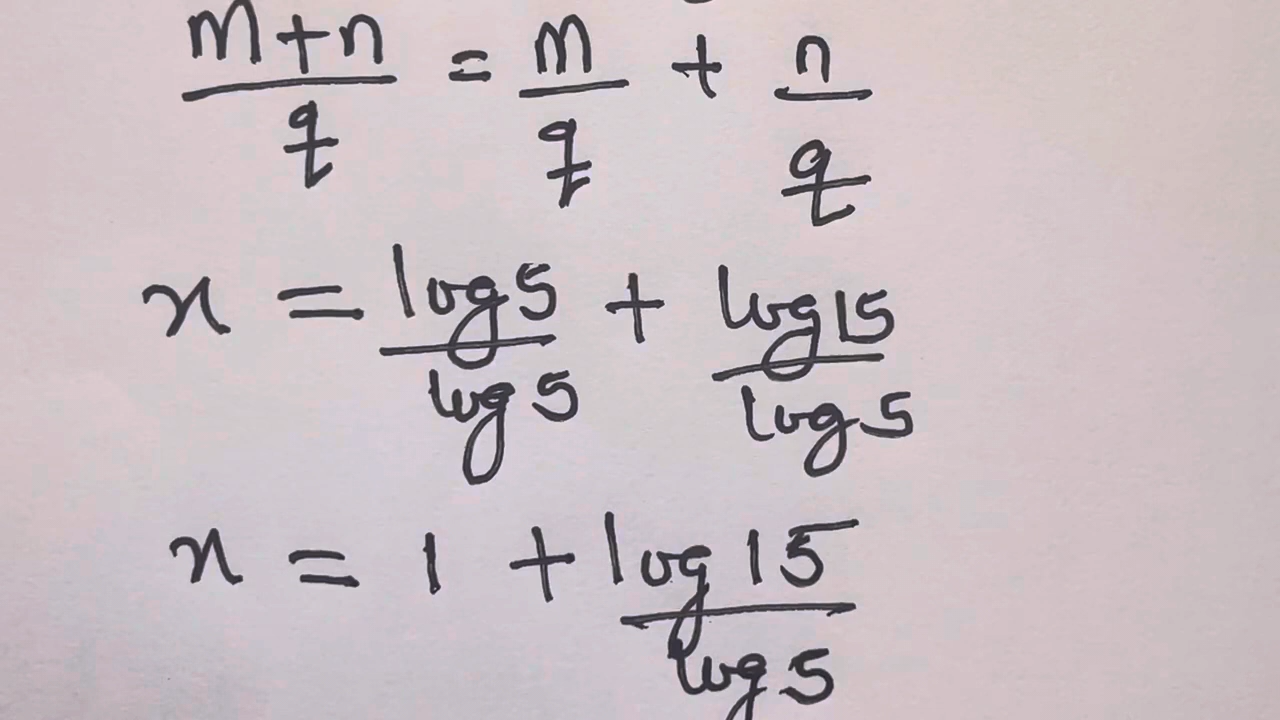 m+n/q = m/q + n/q
x = log5/log5 + log15/log5
x = 1 + log15/log5